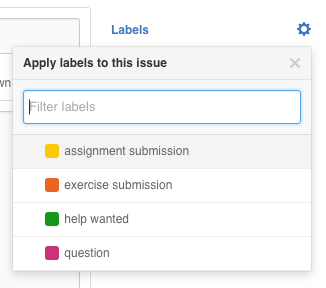 Labels
Apply labels to this issue
Filter labels
wn
assignment submission
exercise submission
help wanted
question